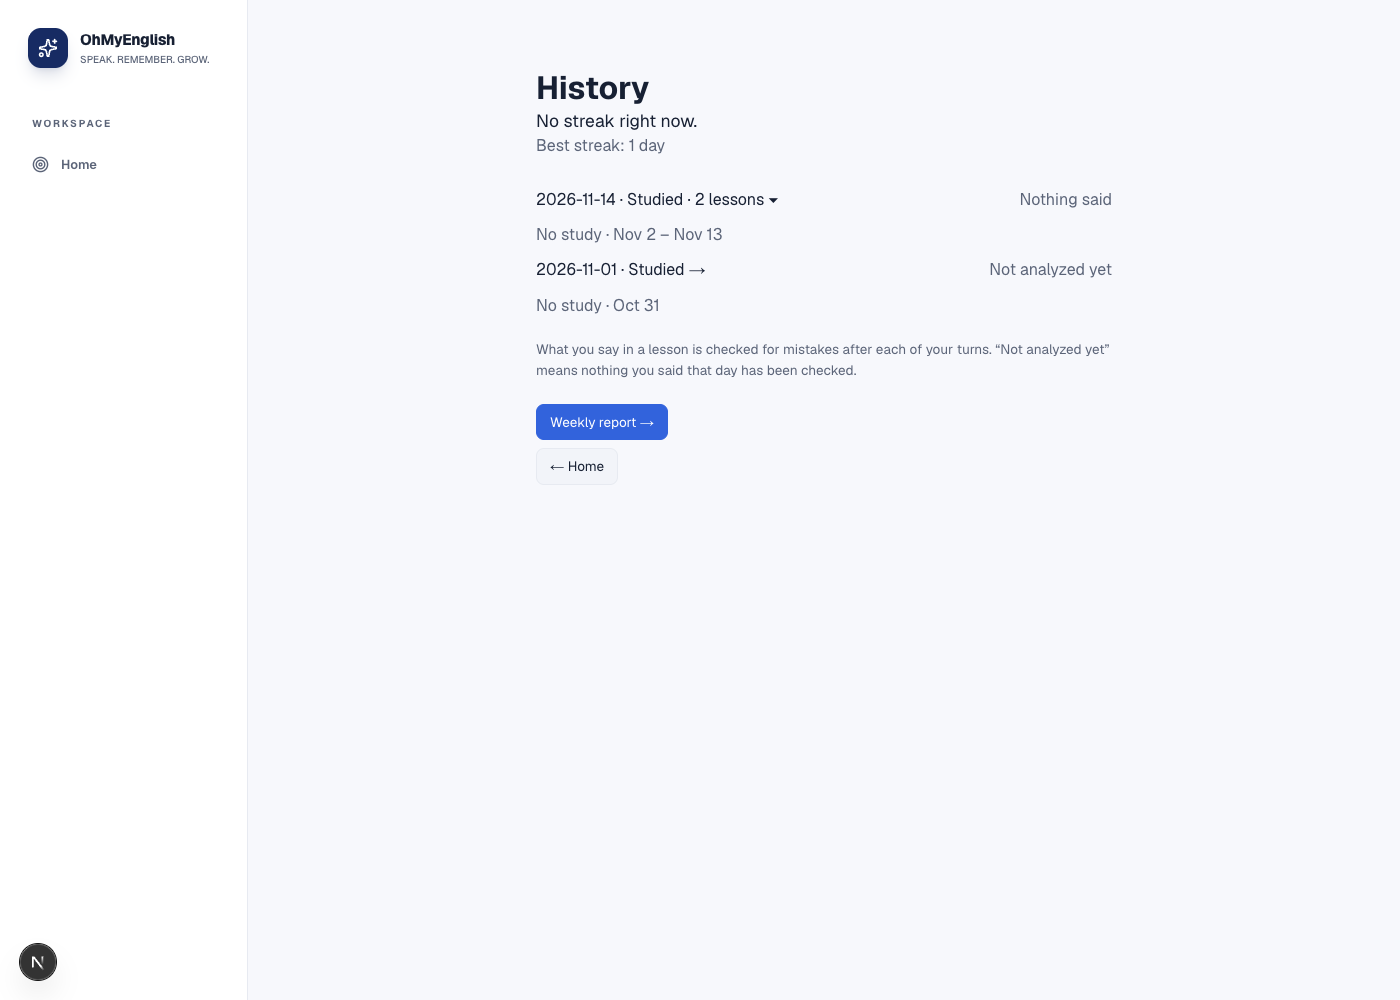 OhMyEnglish
SPEAK. REMEMBER. GROW.
WORKSPACE
Home
History
No streak right now.
Best streak: 1 day
2026-11-14 · Studied · 2 lessons
Nothing said
No study · Nov 2 – Nov 13
2026-11-01 · Studied →
Not analyzed yet
No study · Oct 31
What you say in a lesson is checked for mistakes after each of your turns. “Not analyzed yet”
means nothing you said that day has been checked.
Weekly report →
← Home
N